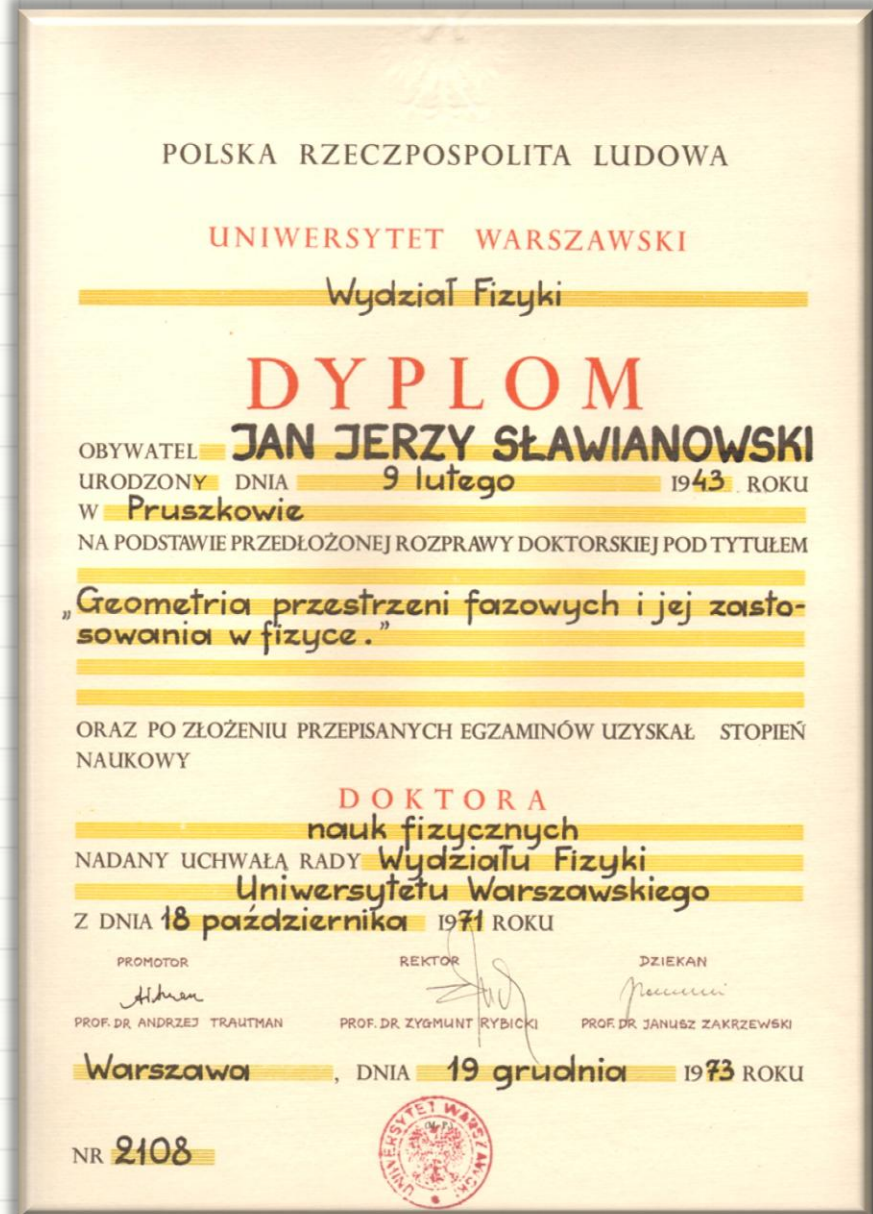 POLSKA RZECZPOSPOLITA LUDOWA
UNIWERSYTET WARSZAWSKI
Wydział Fizyki
DYPLOM
OBYWATEL JAN JERZY SŁAWIANOWSKI
URODZONY DNIA 9 lutego 1943 ROKU
W Pruszkowie
NA PODSTAWIE PRZEDŁOŻONEJ ROZPRAWY DOKTORSKIEJ POD TYTUŁEM
„Geometria przestrzeni fazowych i jej zasto-
sowania w fizyce.”
ORAZ PO ZŁOŻENIU PRZEPISANYCH EGZAMINÓW UZYSKAŁ STOPIEŃ
NAUKOWY
DOKTORA
nauk fizycznych
NADANY UCHWAŁĄ RADY Wydziału Fizyki
Uniwersytetu Warszawskiego
Z DNIA 18 października 1971 ROKU
PROMOTOR REKTOR DZIEKAN
PROF. DR ANDRZEJ TRAUTMAN PROF. DR ZYGMUNT RYBICKI PROF. DR JANUSZ ZAKRZEWSKI
Warszawa, DNIA 19 grudnia 1973 ROKU
UNIWERSYTET WARSZAWSKI
NR 2108